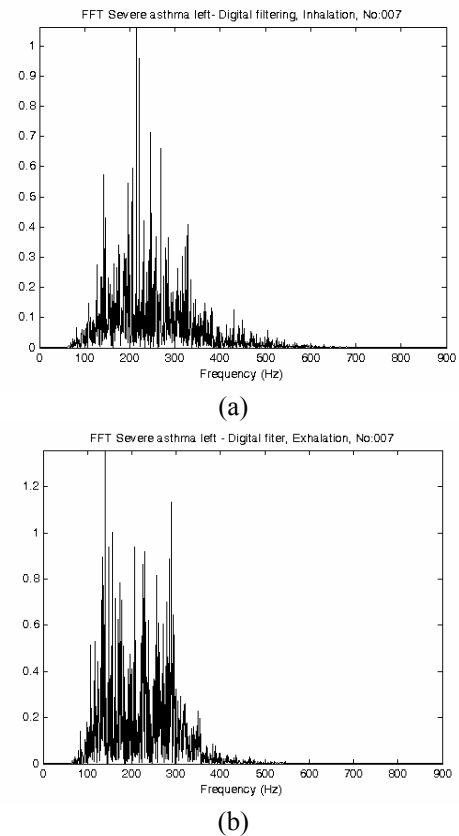 FFT Severe asthma left- Digital filtering, Inhalation, No:007
1
0.9
0.8
0.7
0.6
0.5
0.4
0.3
0.2
0.1
0
0 100 200 300 400 500 600 700 800 900
Frequency (Hz)
(a)
FFT Severe asthma left - Digital fiter, Exhalation, No:007
1.2
1
0.8
0.6
0.4
0.2
0
0 100 200 300 400 500 600 700 800 900
Frequency (Hz)
(b)